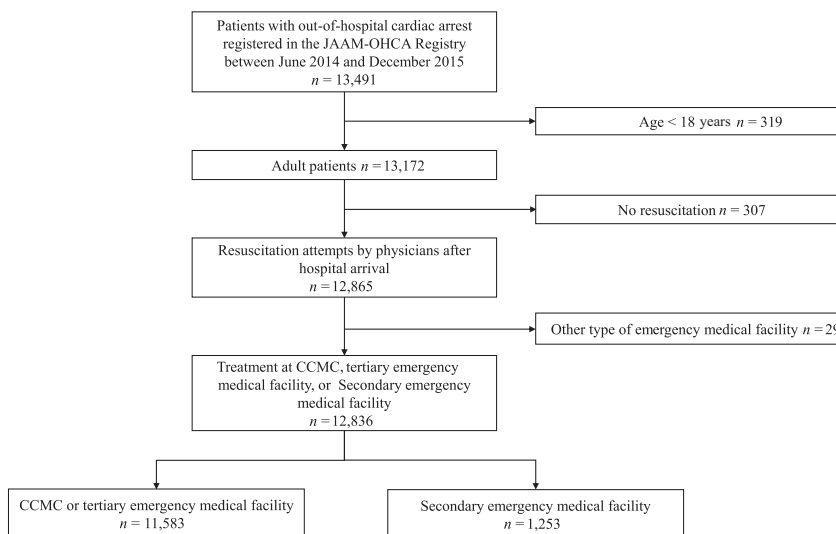 Patients with out-of-hospital cardiac arrest
registered in the JAAM-OHCA Registry
between June 2014 and December 2015
n = 13,491
Age < 18 years n = 319
Adult patients n = 13,172
No resuscitation n = 307
Resuscitation attempts by physicians after
hospital arrival
n = 12,865
Other type of emergency medical facility n = 29
Treatment at CCMC, tertiary emergency
medical facility, or Secondary emergency
medical facility
n = 12,836
CCMC or tertiary emergency medical facility
n = 11,583
Secondary emergency medical facility
n = 1,253